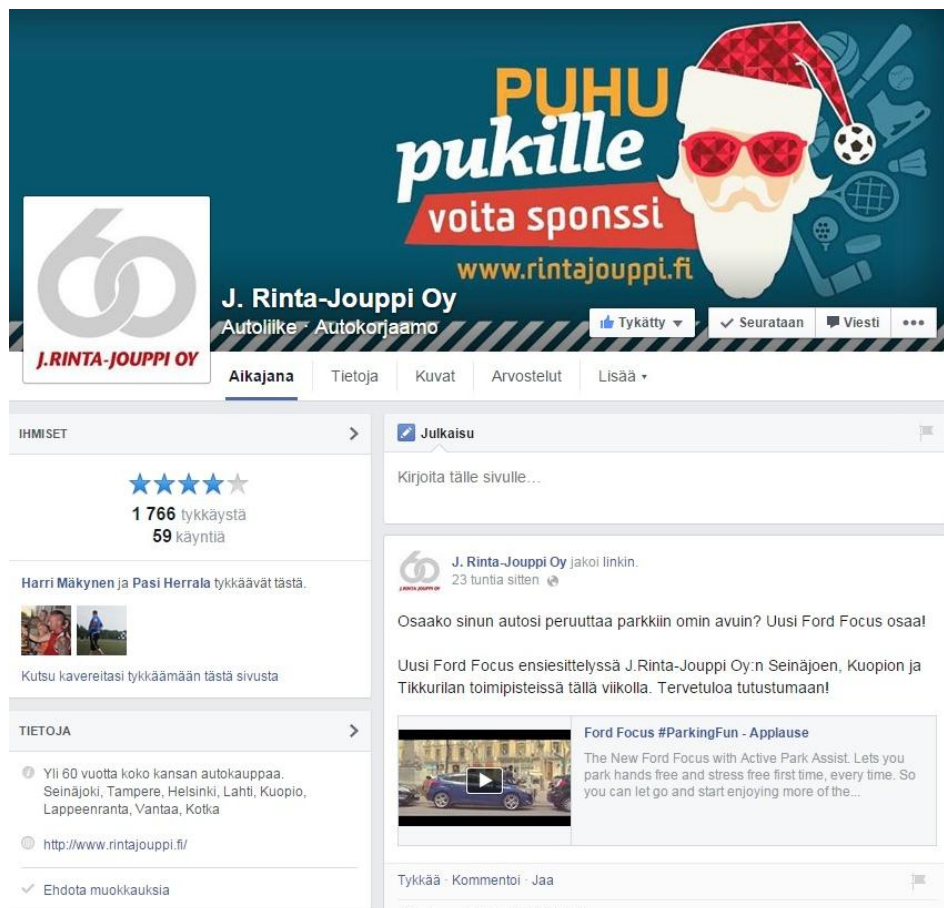 PUHU
pukille
voita sponssi
www.rintajouppi.fi
60
J.RINTA-JOUPPI OY
J. Rinta-Jouppi Oy
Autoliike · Autokorjaamo
Tykätty
Seurataan
Viesti
Aikajana
Tietoja
Kuvat
Arvostelut
Lisää
IHMISET
1 766 tykkäystä
59 käyntiä
Harri Mäkynen ja Pasi Herrala tykkäävät tästä.
Kutsu kavereitasi tykkäämään tästä sivusta
TIETOJA
Yli 60 vuotta koko kansan autokauppaa.
Seinäjoki, Tampere, Helsinki, Lahti, Kuopio,
Lappeenranta, Vantaa, Kotka
http://www.rintajouppi.fi/
Ehdota muokkauksia
Julkaisu
Kirjoita tälle sivulle...
60
J.RINTA-JOUPPI OY
J. Rinta-Jouppi Oy jakoi linkin.
23 tuntia sitten
Osaako sinun autosi peruuttaa parkkiin omin avuin? Uusi Ford Focus osaa!
Uusi Ford Focus ensiesittelyssä J.Rinta-Jouppi Oy:n Seinäjoen, Kuopion ja
Tikkurilan toimipisteissä tällä viikolla. Tervetuloa tutustumaan!
Ford Focus #ParkingFun - Applause
The New Ford Focus with Active Park Assist. Lets you
park hands free and stress free first time, every time. So
you can let go and start enjoying more of the...
Tykkää · Kommentoi · Jaa